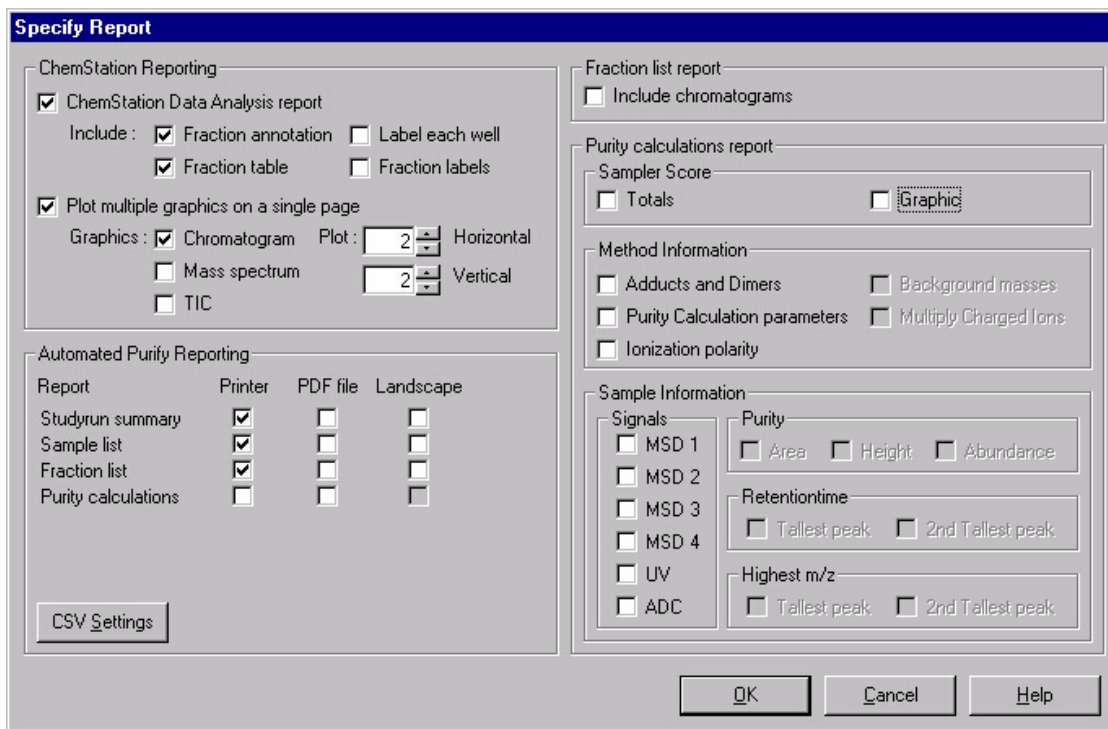 Specify Report
ChemStation Reporting
ChemStation Data Analysis report
Include : Fraction annotation Label each well
Fraction table Fraction labels
Plot multiple graphics on a single page
Graphics : Chromatogram Plot : 2 Horizontal
Mass spectrum 2 Vertical
TIC
Automated Purify Reporting
Report Printer PDF file Landscape
Studyrun summary
Sample list
Fraction list
Purity calculations
CSV Settings
Fraction list report
Include chromatograms
Purity calculations report
Sampler Score
Totals Graphic
Method Information
Adducts and Dimers Background masses
Purity Calculation parameters Multiply Charged Ions
Ionization polarity
Sample Information
Signals
MSD 1
MSD 2
MSD 3
MSD 4
UV
ADC
Purity
Area Height Abundance
Retentiontime
Tallest peak 2nd Tallest peak
Highest m/z
Tallest peak 2nd Tallest peak
OK Cancel Help